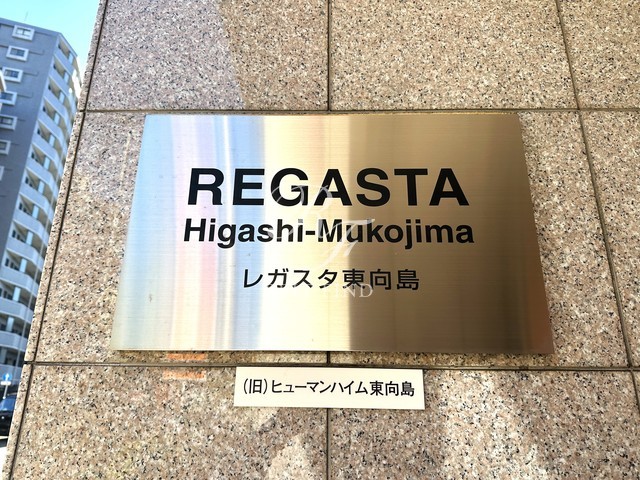 REGASTA
Higashi-Mukojima
レガスタ東向島
(旧)ヒューマンハイム東向島